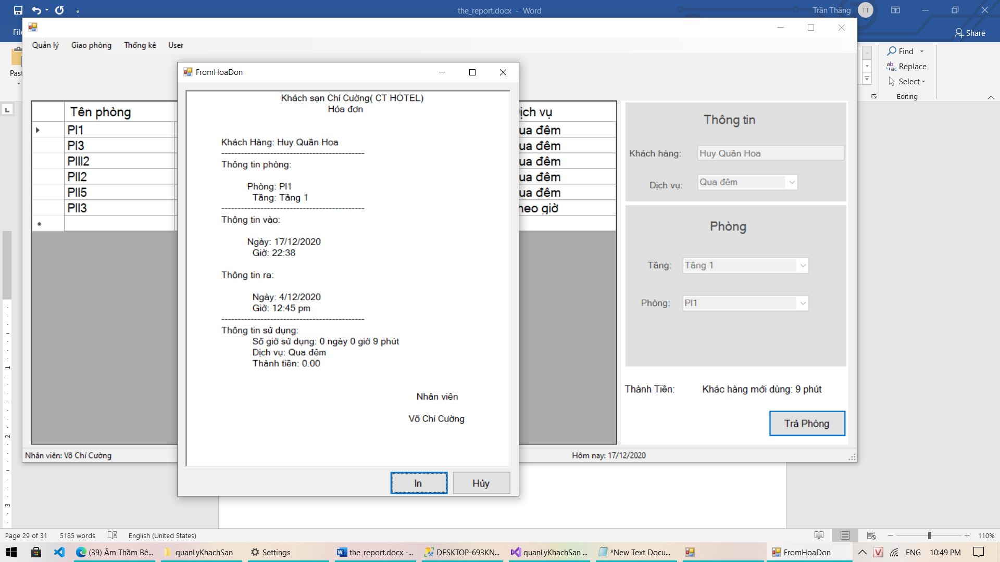 the_report.docx - Word
Trần Thăng
TT
File
Share
Quản lý
Giao phòng
Thống kê
User
Find
Replace
Select
Editing
Past
FromHoaDon
Khách sạn Chí Cường( CT HOTEL)
Hóa đơn
Khách Hàng: Huy Quần Hoa
-------------------------------------------
Thông tin phòng:
Phòng: PI1
Tầng: Tầng 1
-------------------------------------------
Thông tin vào:
Ngày: 17/12/2020
Giờ: 22:38
Thông tin ra:
Ngày: 4/12/2020
Giờ: 12:45 pm
-------------------------------------------
Thông tin sử dụng:
Số giờ sử dụng: 0 ngày 0 giờ 9 phút
Dịch vụ: Qua đêm
Thành tiền: 0.00
Nhân viên
Võ Chí Cường
In
Hủy
Tên phòng
PI1
PI3
PIII2
PII2
PII5
PII3
ịch vụ
ua đêm
ua đêm
ua đêm
ua đêm
ua đêm
heo giờ
Thông tin
Khách hàng: Huy Quần Hoa
Dịch vụ: Qua đêm
Phòng
Tầng: Tầng 1
Phòng: PI1
Thành Tiền: Khác hàng mới dùng: 9 phút
Trả Phòng
Nhân viên: Võ Chí Cường
Hôm nay: 17/12/2020
1
2
3
Page 29 of 31
5185 words
English (United States)
110%
(39) Âm Thầm Bê...
quanLyKhachSan
Settings
the_report.docx -...
DESKTOP-693KN...
quanLyKhachSan ...
*New Text Docu...
FromHoaDon
ENG
10:49 PM